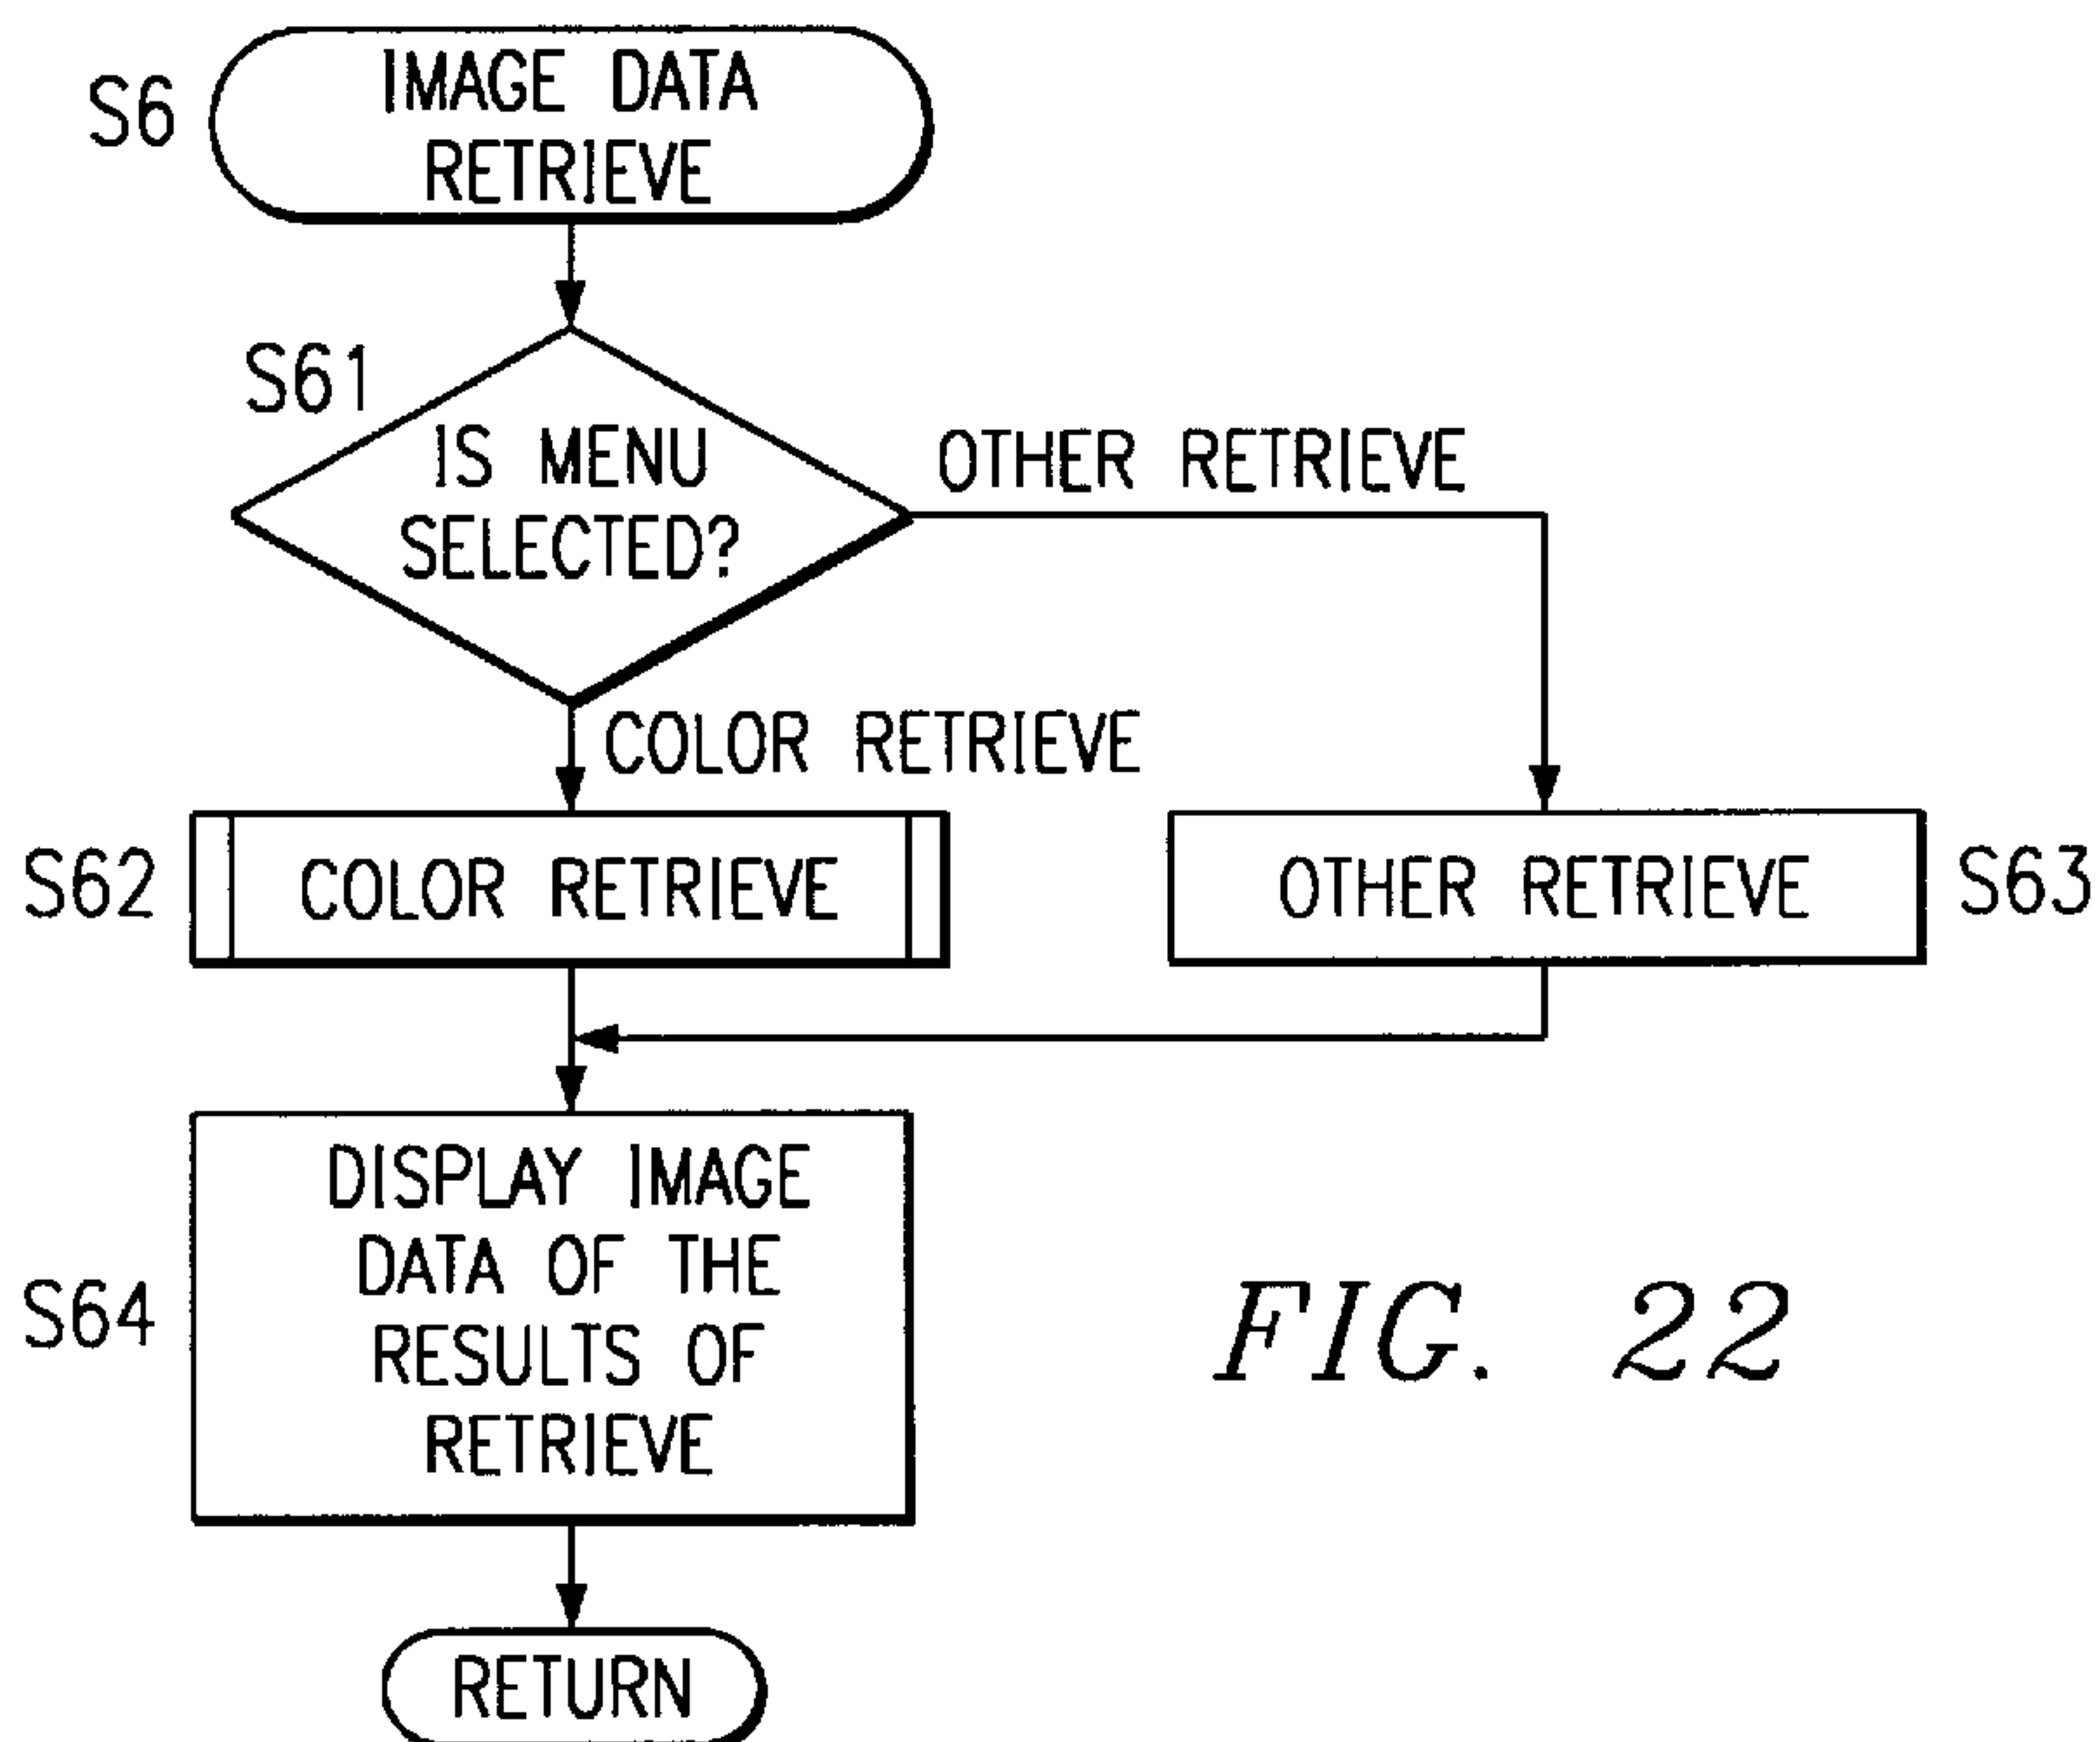 S6
IMAGE DATA
RETRIEVE
S61
IS MENU
SELECTED?
OTHER RETRIEVE
COLOR RETRIEVE
S62
COLOR RETRIEVE
OTHER RETRIEVE
S63
S64
DISPLAY IMAGE
DATA OF THE
RESULTS OF
RETRIEVE
FIG. 22
RETURN